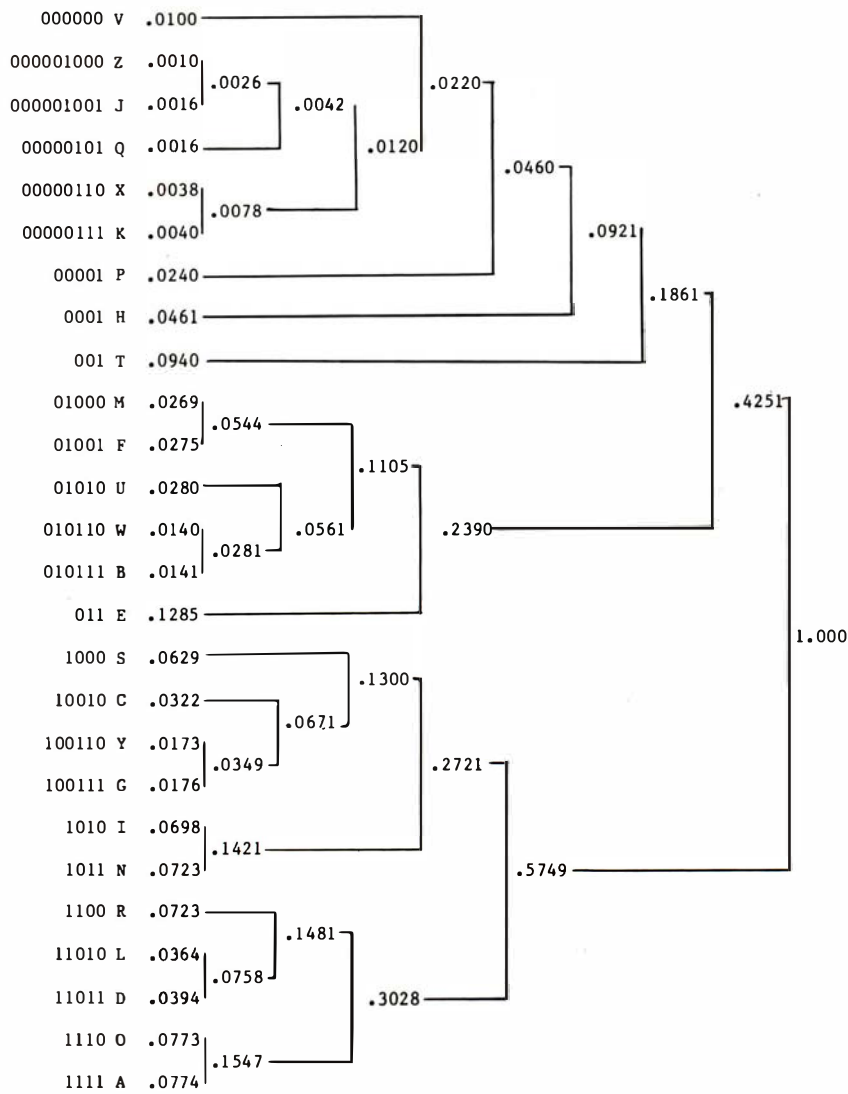 000000 V .0100
000001000 Z .0010
.0026 .0220
000001001 J .0016 .0042
00000101 Q .0016 .0120
.0460
00000110 X .0038
.0078
00000111 K .0040 .0921
00001 P .0240
.1861
0001 H .0461
001 T .0940
01000 M .0269 .4251
.0544
01001 F .0275
.1105
01010 U .0280
010110 W .0140 .0561 .2390
.0281
010111 B .0141
011 E .1285
1.000
1000 S .0629
.1300
10010 C .0322
.0671
100110 Y .0173
.0349 .2721
100111 G .0176
1010 I .0698
.1421
1011 N .0723 .5749
1100 R .0723
.1481
11010 L .0364
.0758
11011 D .0394 .3028
1110 O .0773
.1547
1111 A .0774